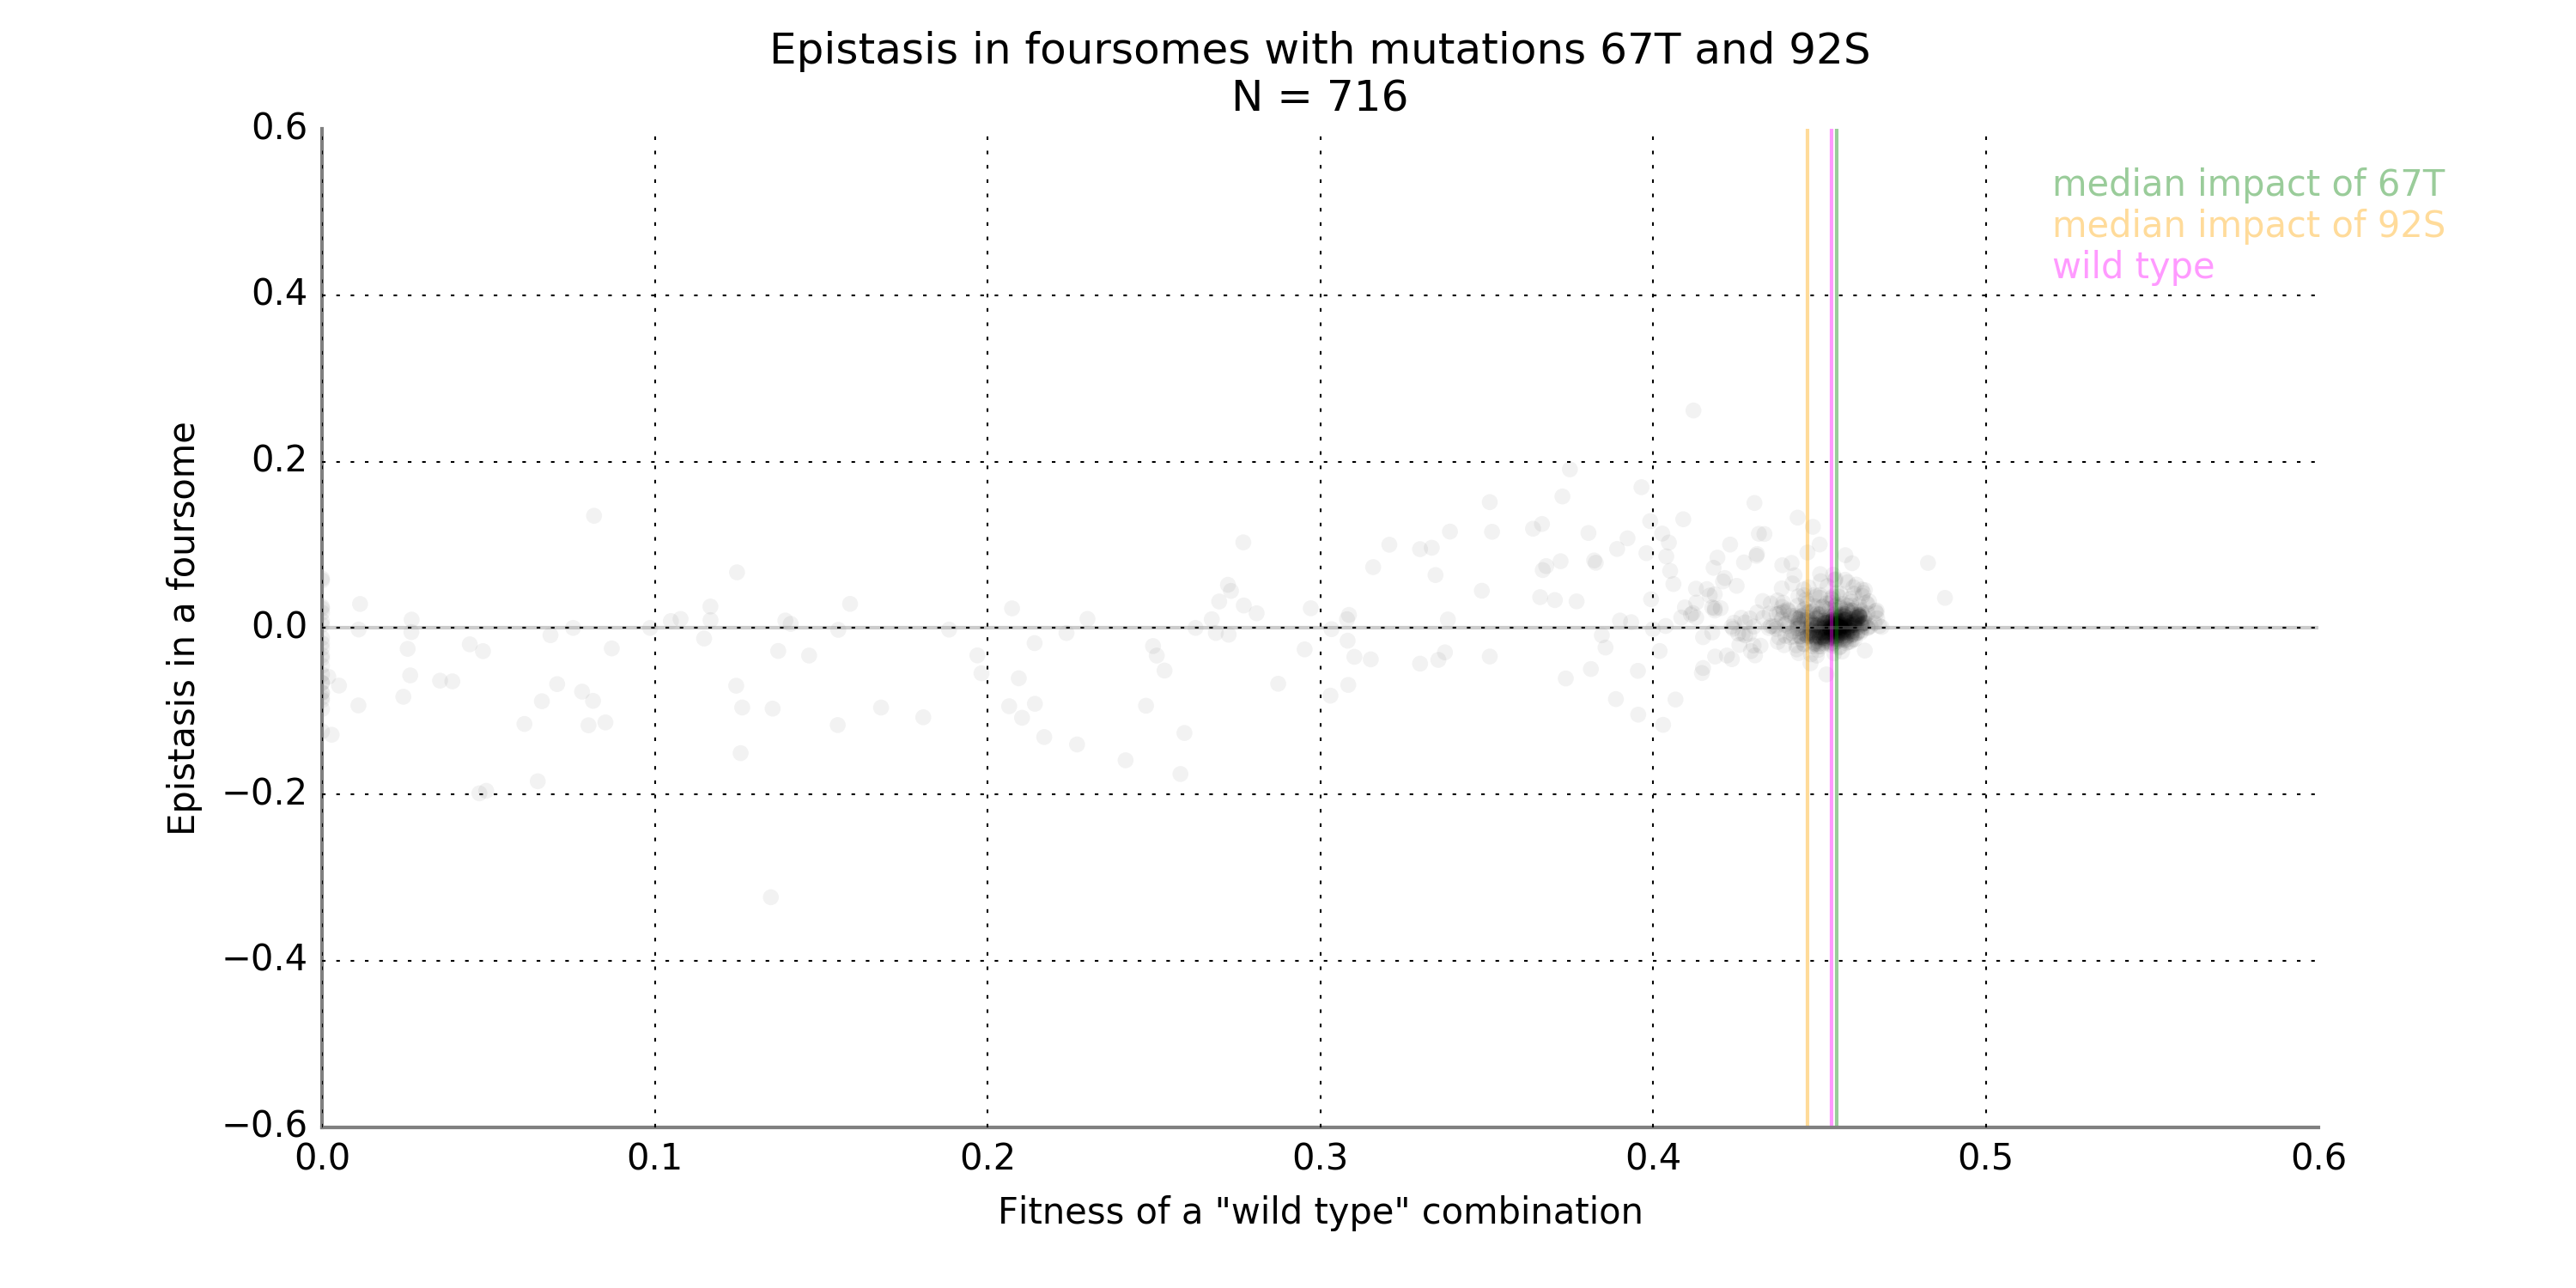 Epistasis in foursomes with mutations 67T and 92S
N = 716
0.6
0.4
0.2
0.0
−0.2
−0.4
−0.6
Epistasis in a foursome
median impact of 67T
median impact of 92S
wild type
0.0 0.1 0.2 0.3 0.4 0.5 0.6
Fitness of a "wild type" combination